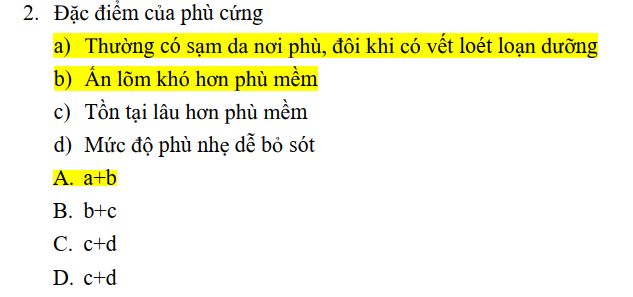 2. Đặc điểm của phù cứng
a) Thường có sạm da nơi phù, đôi khi có vết loét loạn dưỡng
b) Ấn lõm khó hơn phù mềm
c) Tồn tại lâu hơn phù mềm
d) Mức độ phù nhẹ dễ bỏ sót
A. a+b
B. b+c
C. c+d
D. c+d